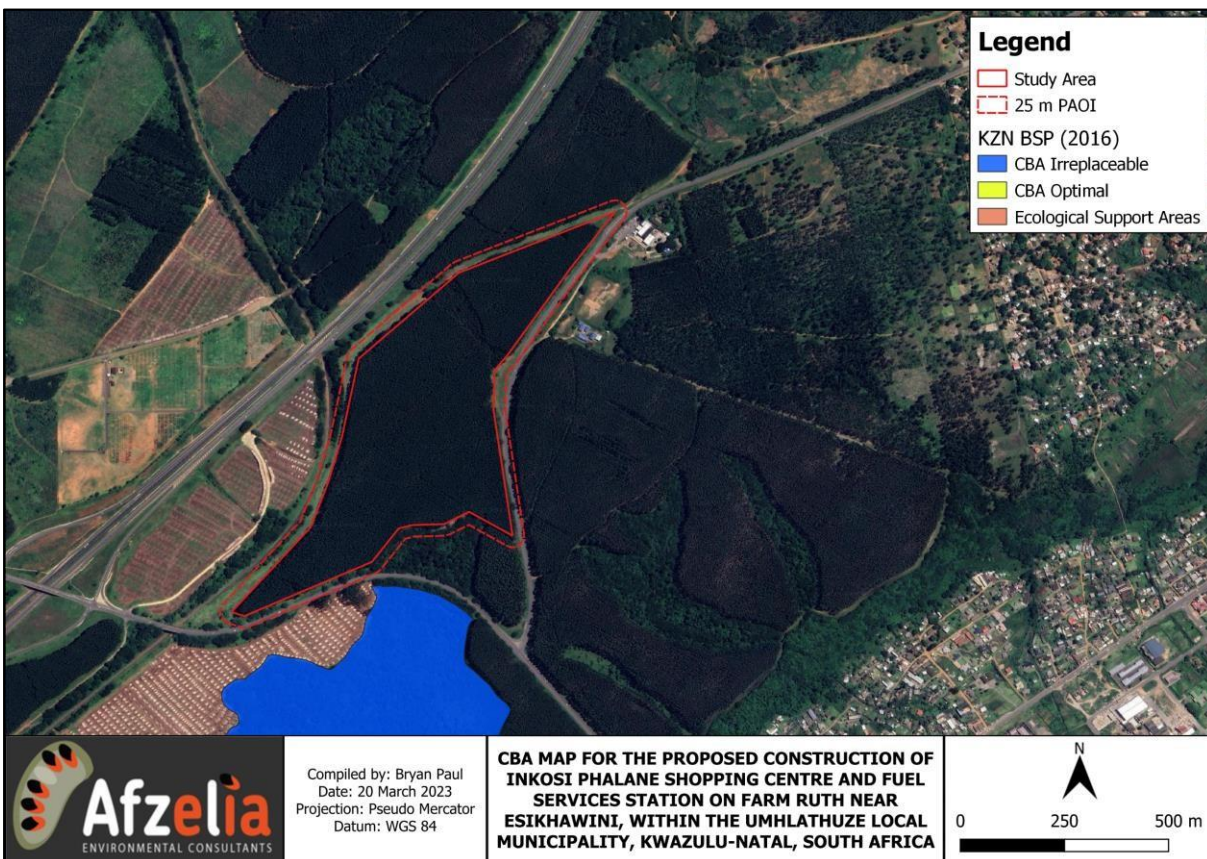 Legend
Study Area
25 m PAOI
KZN BSP (2016)
CBA Irreplaceable
CBA Optimal
Ecological Support Areas
Afzelia
ENVIRONMENTAL CONSULTANTS
Compiled by: Bryan Paul
Date: 20 March 2023
Projection: Pseudo Mercator
Datum: WGS 84
CBA MAP FOR THE PROPOSED CONSTRUCTION OF
INKOSI PHALANE SHOPPING CENTRE AND FUEL
SERVICES STATION ON FARM RUTH NEAR
ESIKHAWINI, WITHIN THE UMHLATHUZE LOCAL
MUNICIPALITY, KWAZULU-NATAL, SOUTH AFRICA
N
0 250 500 m